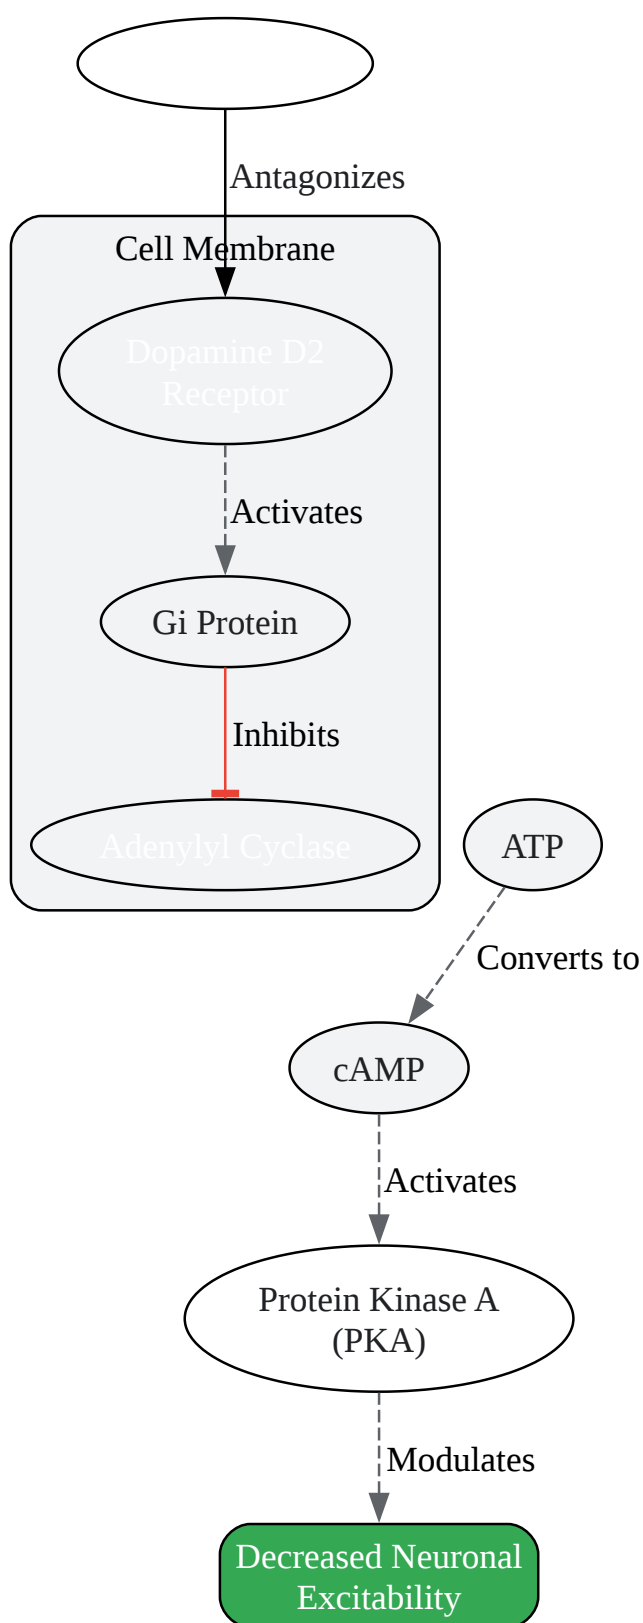 Antagonizes
Cell Membrane
Dopamine D2
Receptor
Activates
Gi Protein
Inhibits
Adenylyl Cyclase
ATP
Converts to
cAMP
Activates
Protein Kinase A
(PKA)
Modulates
Decreased Neuronal
Excitability